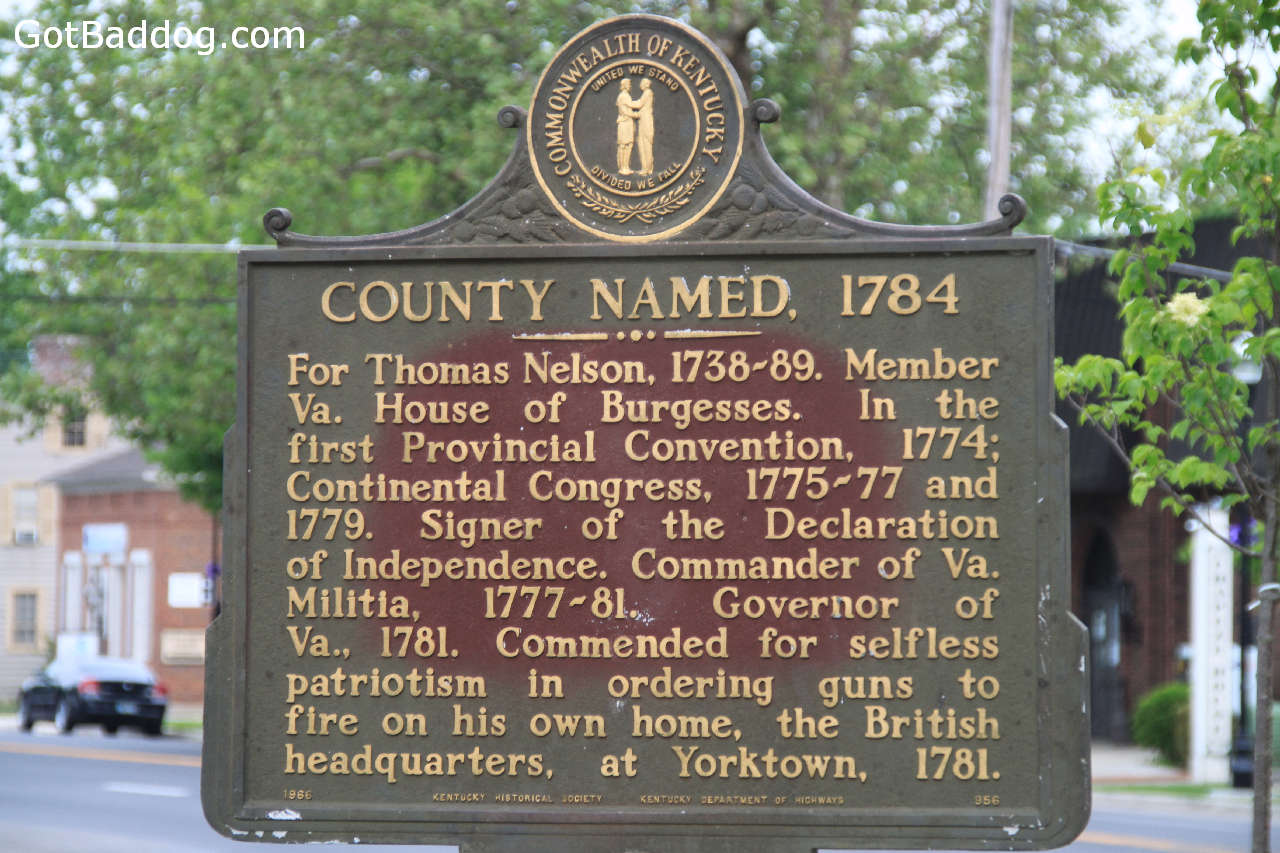 GotBaddog.com
COMMONWEALTH OF KENTUCKY
UNITED WE STAND
DIVIDED WE FALL
COUNTY NAMED, 1784
For Thomas Nelson, 1738-89. Member
Va. House of Burgesses. In the
first Provincial Convention, 1774;
Continental Congress, 1775-77 and
1779. Signer of the Declaration
of Independence. Commander of Va.
Militia, 1777-81. Governor of
Va., 1781. Commended for selfless
patriotism in ordering guns to
fire on his own home, the British
headquarters, at Yorktown, 1781.
1966 KENTUCKY HISTORICAL SOCIETY KENTUCKY DEPARTMENT OF HIGHWAYS 956